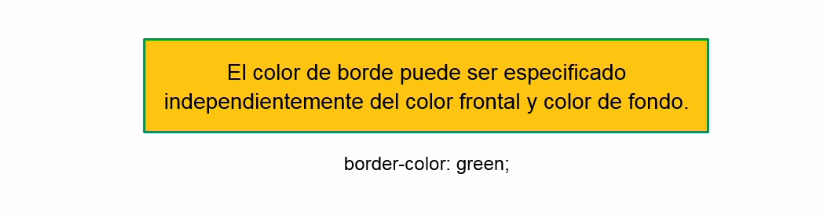 El color de borde puede ser especificado
independientemente del color frontal y color de fondo.
border-color: green;